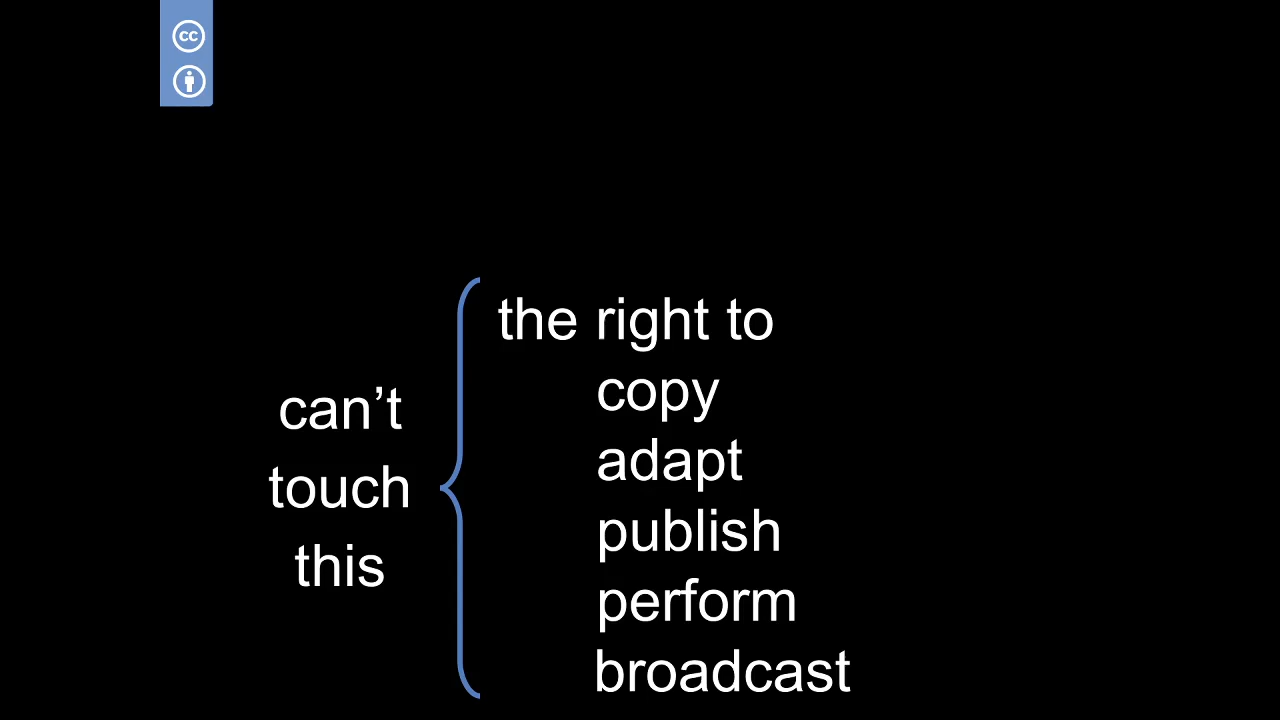 cc
can’t
touch
this
the right to
copy
adapt
publish
perform
broadcast